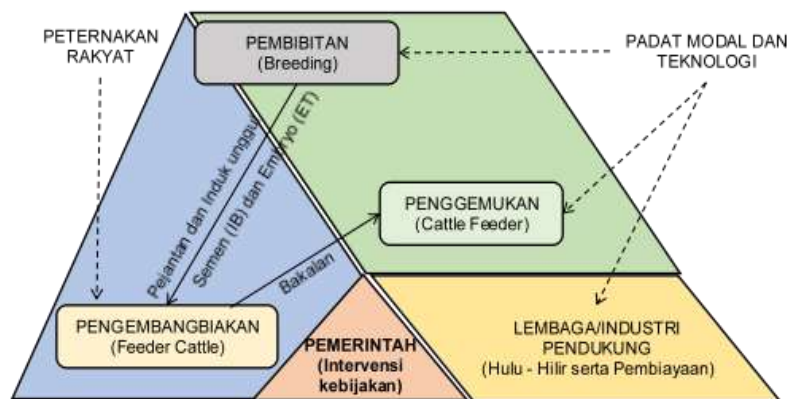 PETERNAKAN
RAKYAT
PEMBIBITAN
(Breeding)
PADAT MODAL DAN
TEKNOLOGI
Pejantan dan Induk unggul
Semen (IB) dan Embryo (ET)
PENGGEMUKAN
(Cattle Feeder)
Bakalan
PENGEMBANGBIAKAN
(Feeder Cattle)
PEMERINTAH
(Intervensi
kebijakan)
LEMBAGA/INDUSTRI
PENDUKUNG
(Hulu - Hilir serta Pembiayaan)